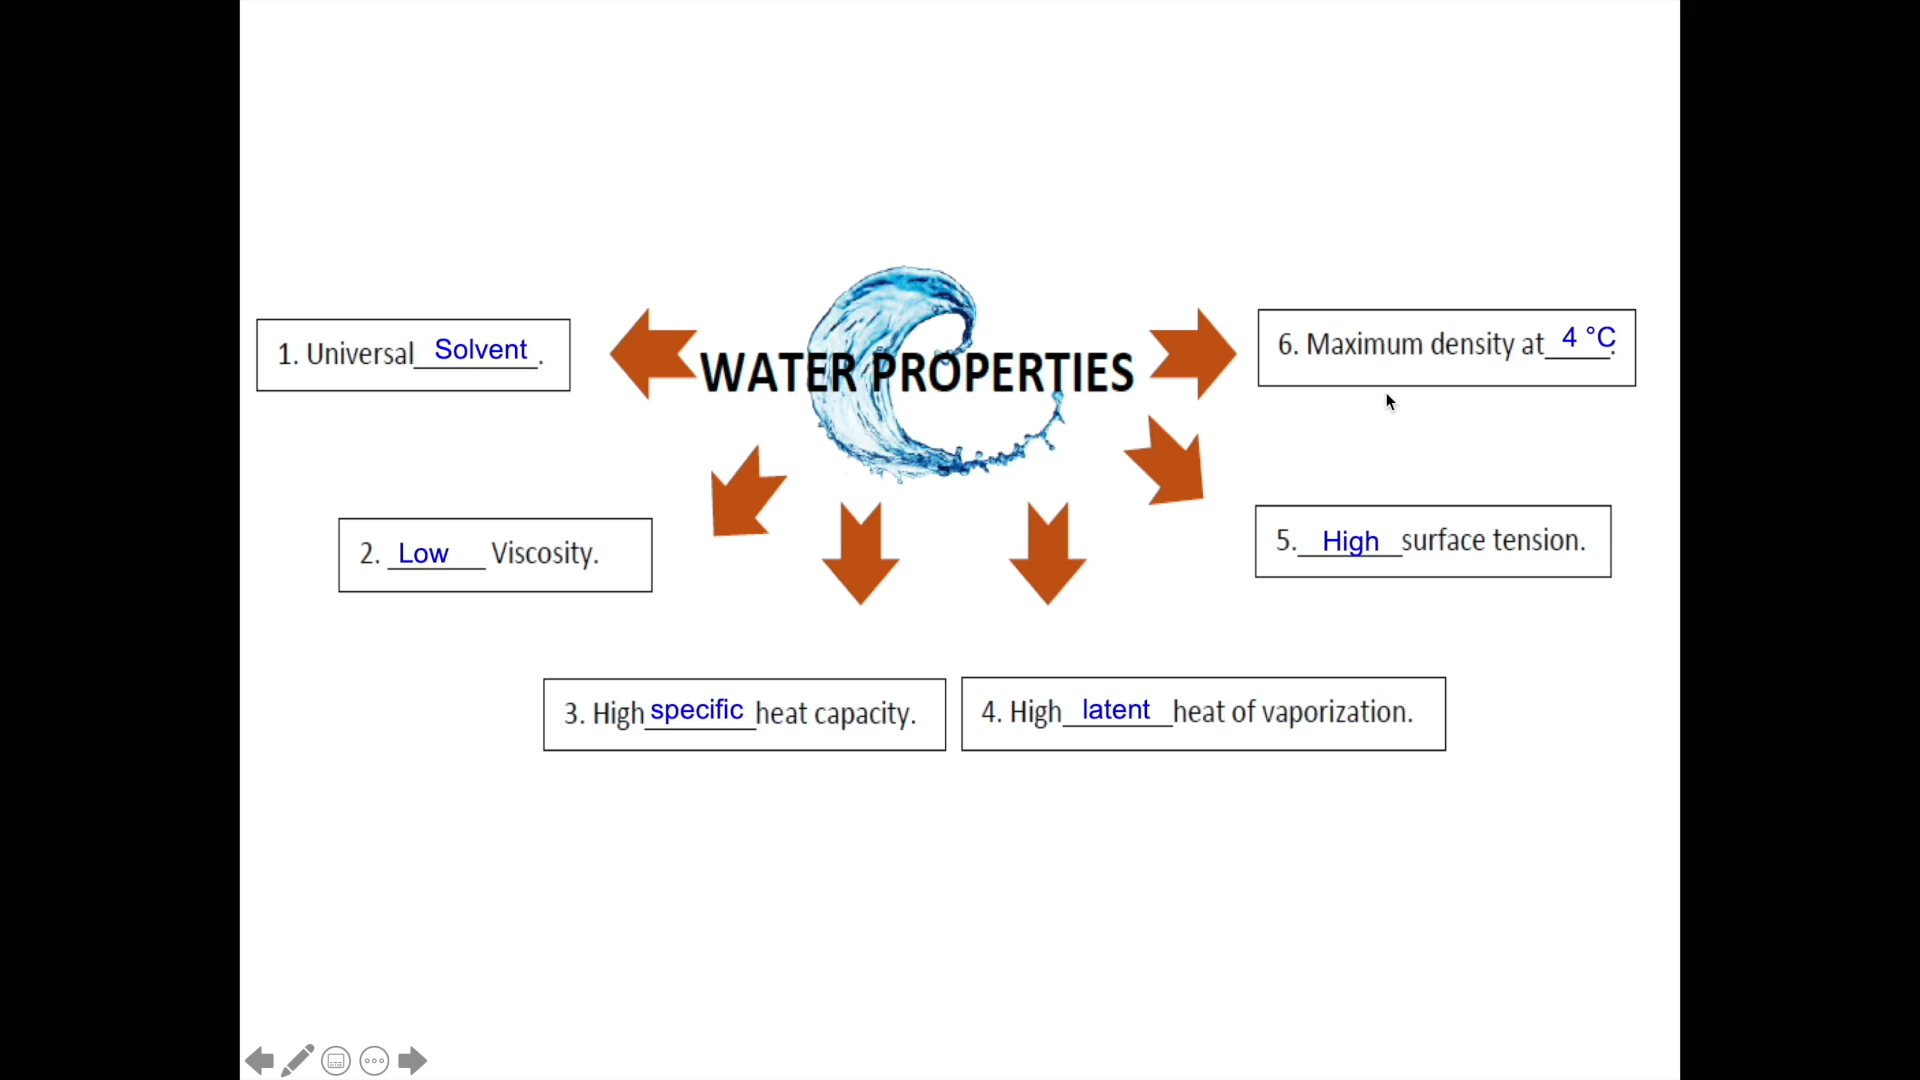 WATER PROPERTIES
1. Universal Solvent.
2. Low Viscosity.
3. High specific heat capacity.
4. High latent heat of vaporization.
5. High surface tension.
6. Maximum density at 4 °C.